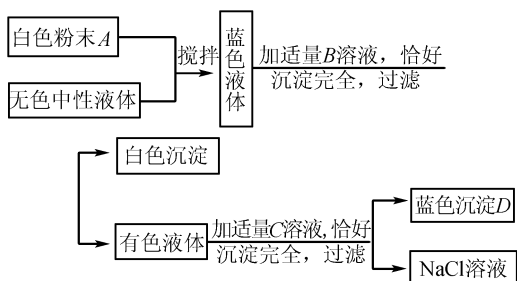 白色粉末A
无色中性液体
搅拌
蓝色液体
加适量B溶液，恰好
沉淀完全，过滤
白色沉淀
有色液体
加适量C溶液,恰好
沉淀完全，过滤
蓝色沉淀D
NaCl溶液